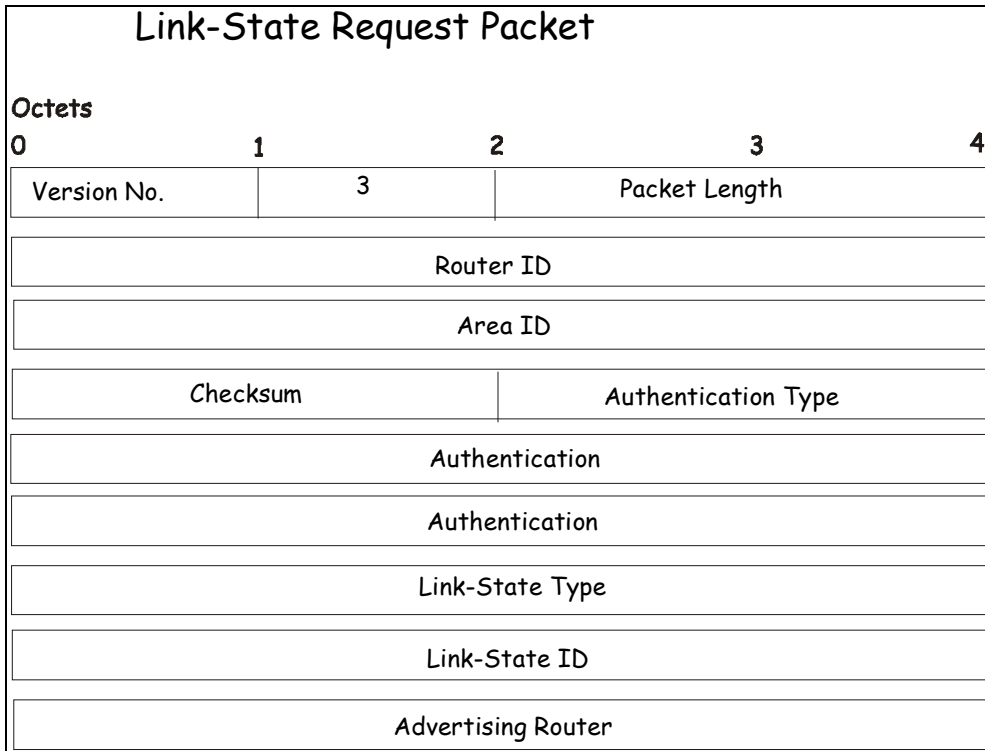 Link-State Request Packet
Octets
0 1 2 3 4
Version No. 3 Packet Length
Router ID
Area ID
Checksum Authentication Type
Authentication
Authentication
Link-State Type
Link-State ID
Advertising Router